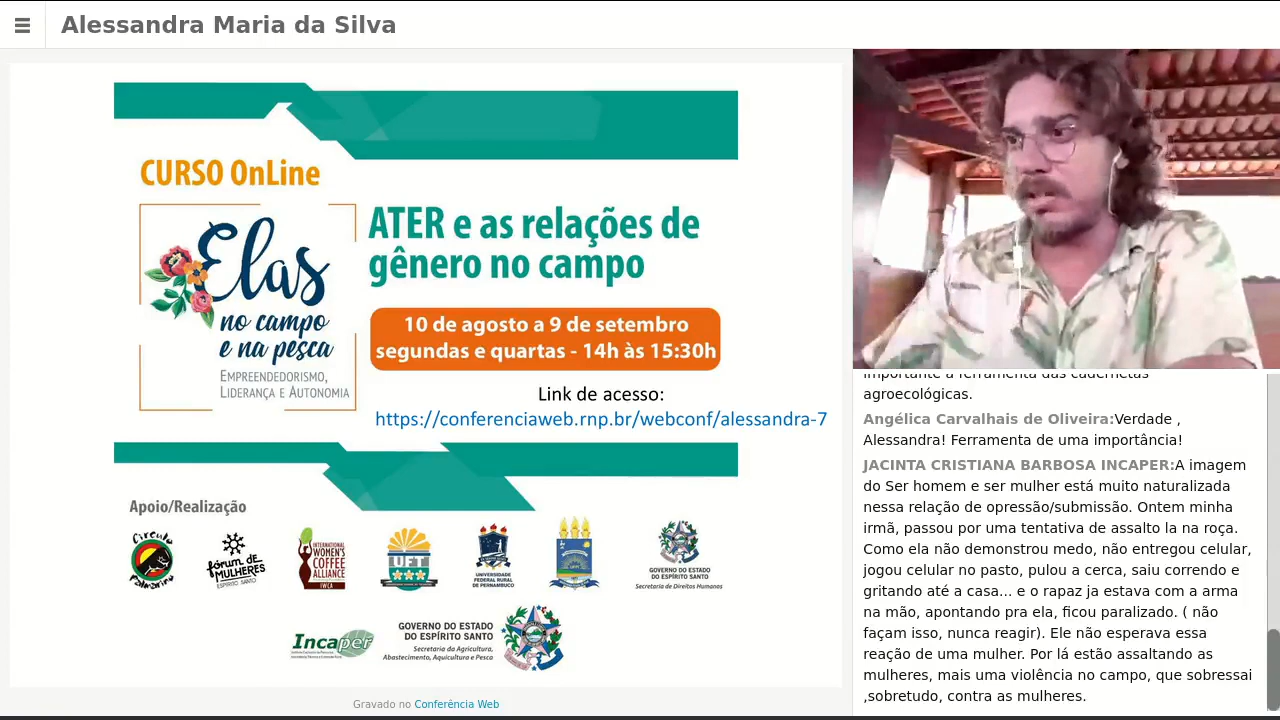 Alessandra Maria da Silva
CURSO OnLine
Elas
no campo
e na pesca
EMPREENDEDORISMO,
LIDERANÇA E AUTONOMIA
ATER e as relações de
gênero no campo
10 de agosto a 9 de setembro
segundas e quartas - 14h às 15:30h
Link de acesso:
https://conferenciaweb.rnp.br/webconf/alessandra-7
Apoio/Realização
Círculo
Palmarino
fórum de
MULHERES
ESPÍRITO SANTO
INTERNATIONAL
WOMEN'S
COFFEE
ALLIANCE
IWCA
UFT
UNIVERSIDADE
FEDERAL RURAL
DE PERNAMBUCO
GOVERNO DO ESTADO
DO ESPÍRITO SANTO
Secretaria de Direitos Humanos
Incaper
GOVERNO DO ESTADO
DO ESPÍRITO SANTO
Secretaria da Agricultura,
Abastecimento, Aquicultura e Pesca
Gravado no Conferência Web
importante a ferramenta das cadernetas
agroecológicas.
Angélica Carvalhais de Oliveira:Verdade ,
Alessandra! Ferramenta de uma importância!
JACINTA CRISTIANA BARBOSA INCAPER:A imagem
do Ser homem e ser mulher está muito naturalizada
nessa relação de opressão/submissão. Ontem minha
irmã, passou por uma tentativa de assalto la na roça.
Como ela não demonstrou medo, não entregou celular,
jogou celular no pasto, pulou a cerca, saiu correndo e
gritando até a casa... e o rapaz ja estava com a arma
na mão, apontando pra ela, ficou paralizado. ( não
façam isso, nunca reagir). Ele não esperava essa
reação de uma mulher. Por lá estão assaltando as
mulheres, mais uma violência no campo, que sobressai
,sobretudo, contra as mulheres.